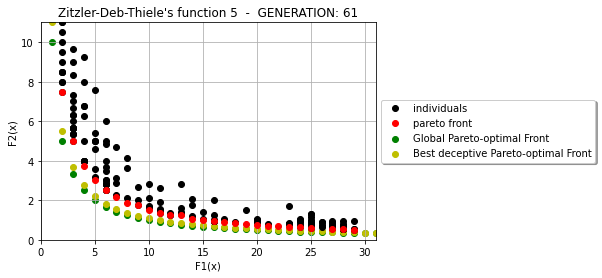 Zitzler-Deb-Thiele's function 5 - GENERATION: 61
10
8
6
4
2
0
F2(x)
0 5 10 15 20 25 30
F1(x)
individuals
pareto front
Global Pareto-optimal Front
Best deceptive Pareto-optimal Front